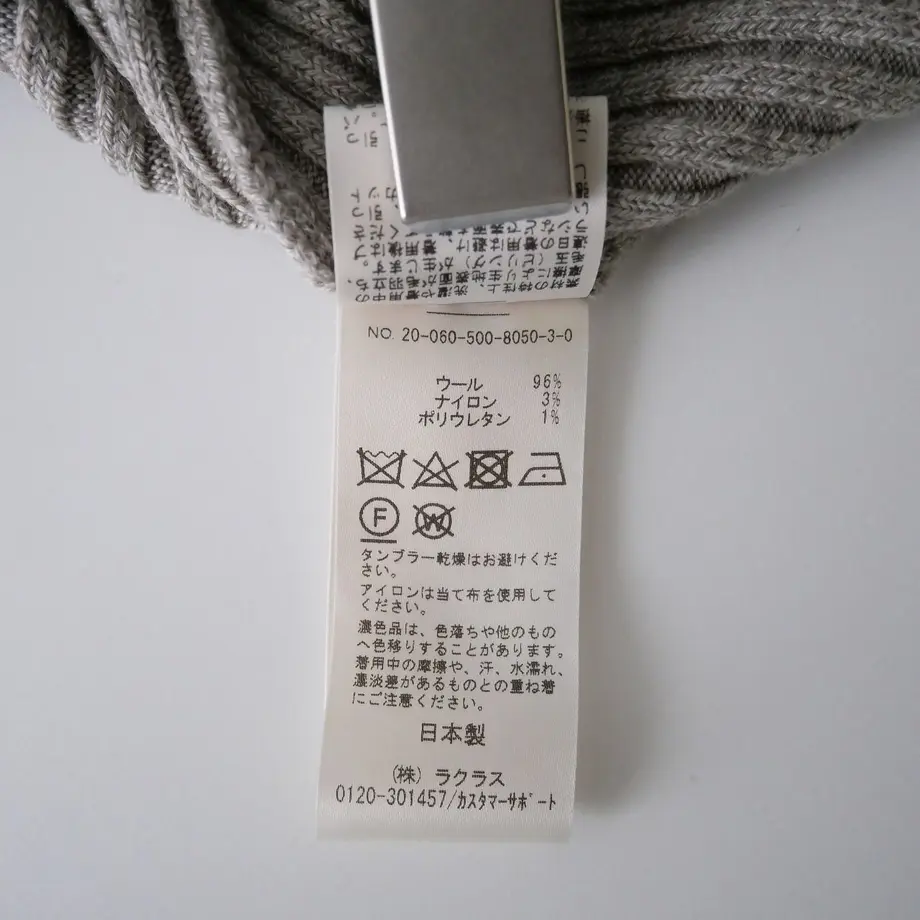 NO. 20-060-500-8050-3-0
ウール 96%
ナイロン 3%
ポリウレタン 1%
F
W
タンブラー乾燥はお避けくだ
さい。
アイロンは当て布を使用して
ください。
濃色品は、色落ちや他のもの
へ色移りすることがあります。
着用中の摩擦や、汗、水濡れ、
濃淡差があるものとの重ね着
にご注意ください。
日本製
(株) ラクラス
0120-301457/カスタマーサポート